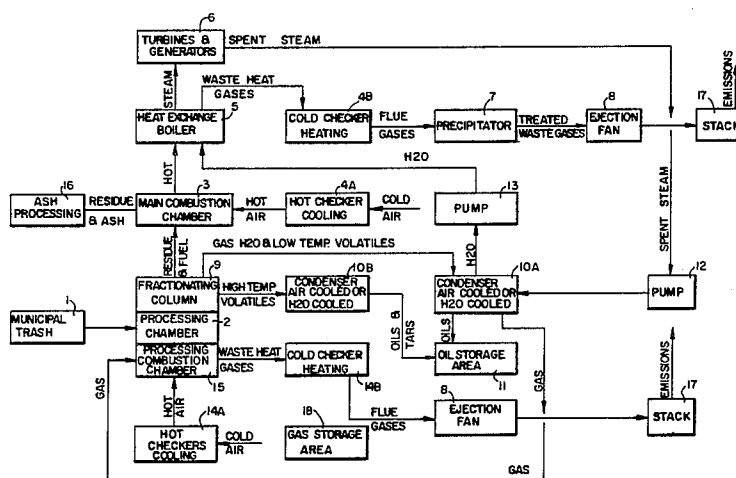 6
TURBINES &
GENERATORS
SPENT STEAM
STEAM
WASTE HEAT
GASES
5
HEAT EXCHANGE
BOILER
4B
COLD CHECKER
HEATING
FLUE
GASES
7
PRECIPITATOR
TREATED
WASTE GASES
8
EJECTION
FAN
17
STACK
EMISSIONS
H2O
HOT
16
ASH
PROCESSING
RESIDUE
& ASH
3
MAIN COMBUSTION
CHAMBER
HOT
AIR
4A
HOT CHECKER
COOLING
COLD
AIR
13
PUMP
SPENT STEAM
RESIDUE
& FUEL
GAS H2O & LOW TEMP. VOLATILES
H2O
9
FRACTIONATING
COLUMN
HIGH TEMP
VOLATILES
10B
CONDENSER
AIR COOLED OR
H2O COOLED
10A
CONDENSER
AIR COOLED OR
H2O COOLED
12
PUMP
1
MUNICIPAL
TRASH
PROCESSING
CHAMBER
2
OILS &
TARS
OILS
PROCESSING
COMBUSTION
CHAMBER
15
WASTE HEAT
GASES
COLD CHECKER
HEATING
14B
OIL STORAGE
AREA
11
GAS
GAS
EMISSIONS
HOT
AIR
14A
HOT
CHECKERS
COOLING
COLD
AIR
18
GAS STORAGE
AREA
FLUE
GASES
8
EJECTION
FAN
17
STACK
GAS